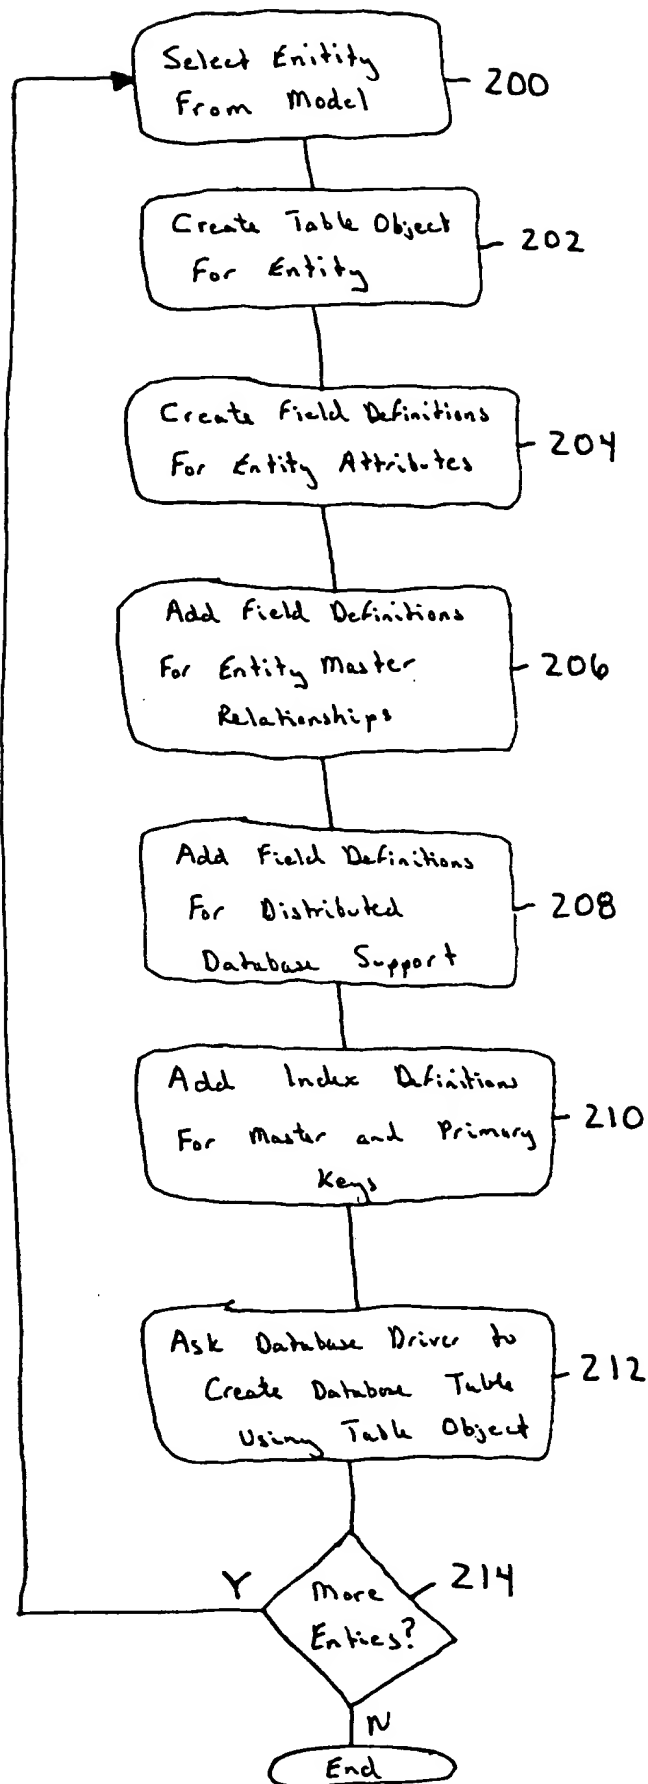 Select Enitity
From Model
200
Create Table Object
For Entity
202
Create Field Definitions
For Entity Attributes
204
Add Field Definitions
For Entity Master
Relationships
206
Add Field Definitions
For Distributed
Database Support
208
Add Index Definitions
For Master and Primary
Keys
210
Ask Database Driver to
Create Database Table
Using Table Object
212
More
Enties?
214
Y
N
End